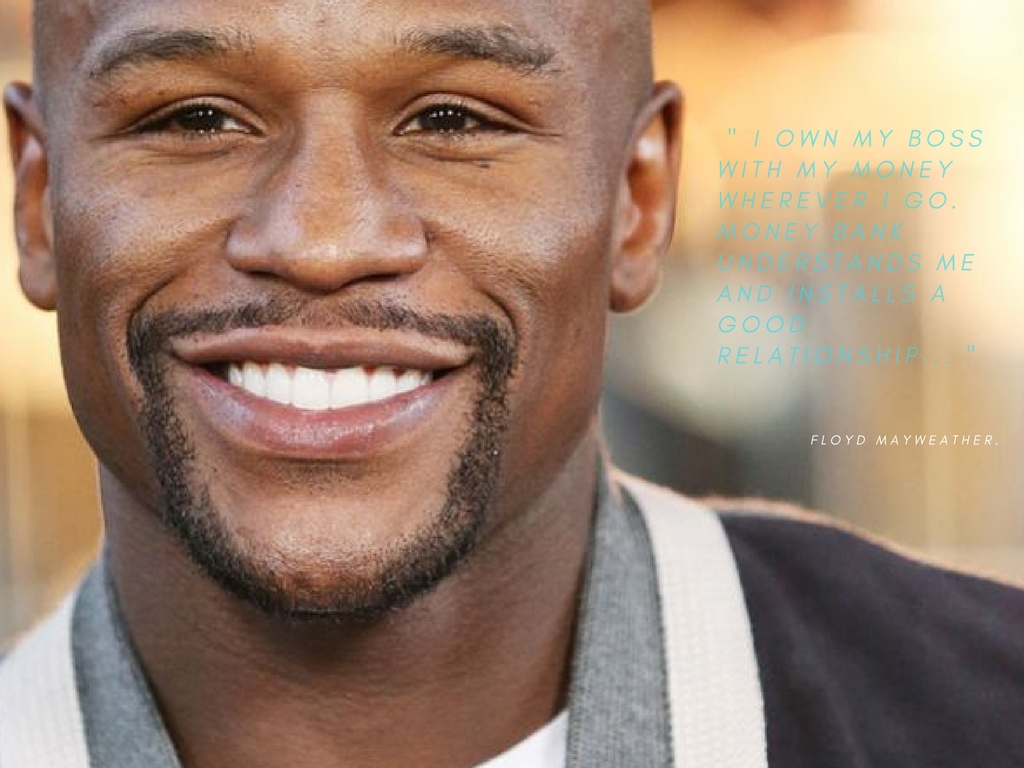 " I OWN MY BOSS
WITH MY MONEY
WHEREVER I GO.
MONEY BANK
UNDERSTANDS ME
AND INSTALLS A
GOOD
RELATIONSHIP... "
FLOYD MAYWEATHER.